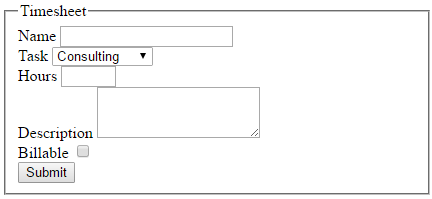 Timesheet
Name
Task Consulting
Hours
Description
Billable
Submit